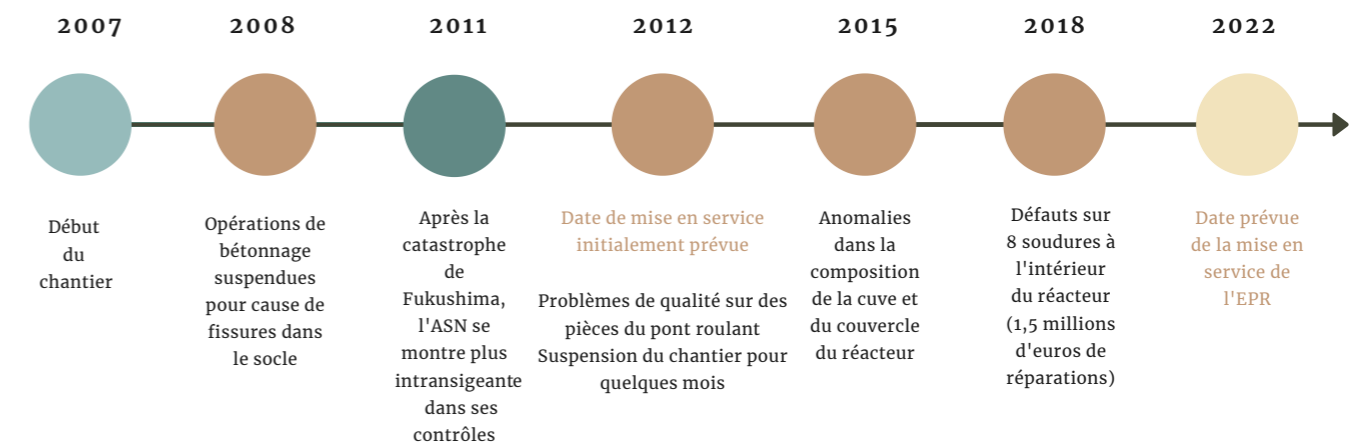 2007
Début
du
chantier
2008
Opérations de
bétonnage
suspendues
pour cause de
fissures dans
le socle
2011
Après la
catastrophe
de
Fukushima,
l'ASN se
montre plus
intransigeante
dans ses
contrôles
2012
Date de mise en service
initialement prévue
Problèmes de qualité sur des
pièces du pont roulant
Suspension du chantier pour
quelques mois
2015
Anomalies
dans la
composition
de la cuve et
du couvercle
du réacteur
2018
Défauts sur
8 soudures à
l'intérieur
du réacteur
(1,5 millions
d'euros de
réparations)
2022
Date prévue
de la mise en
service de
l'EPR